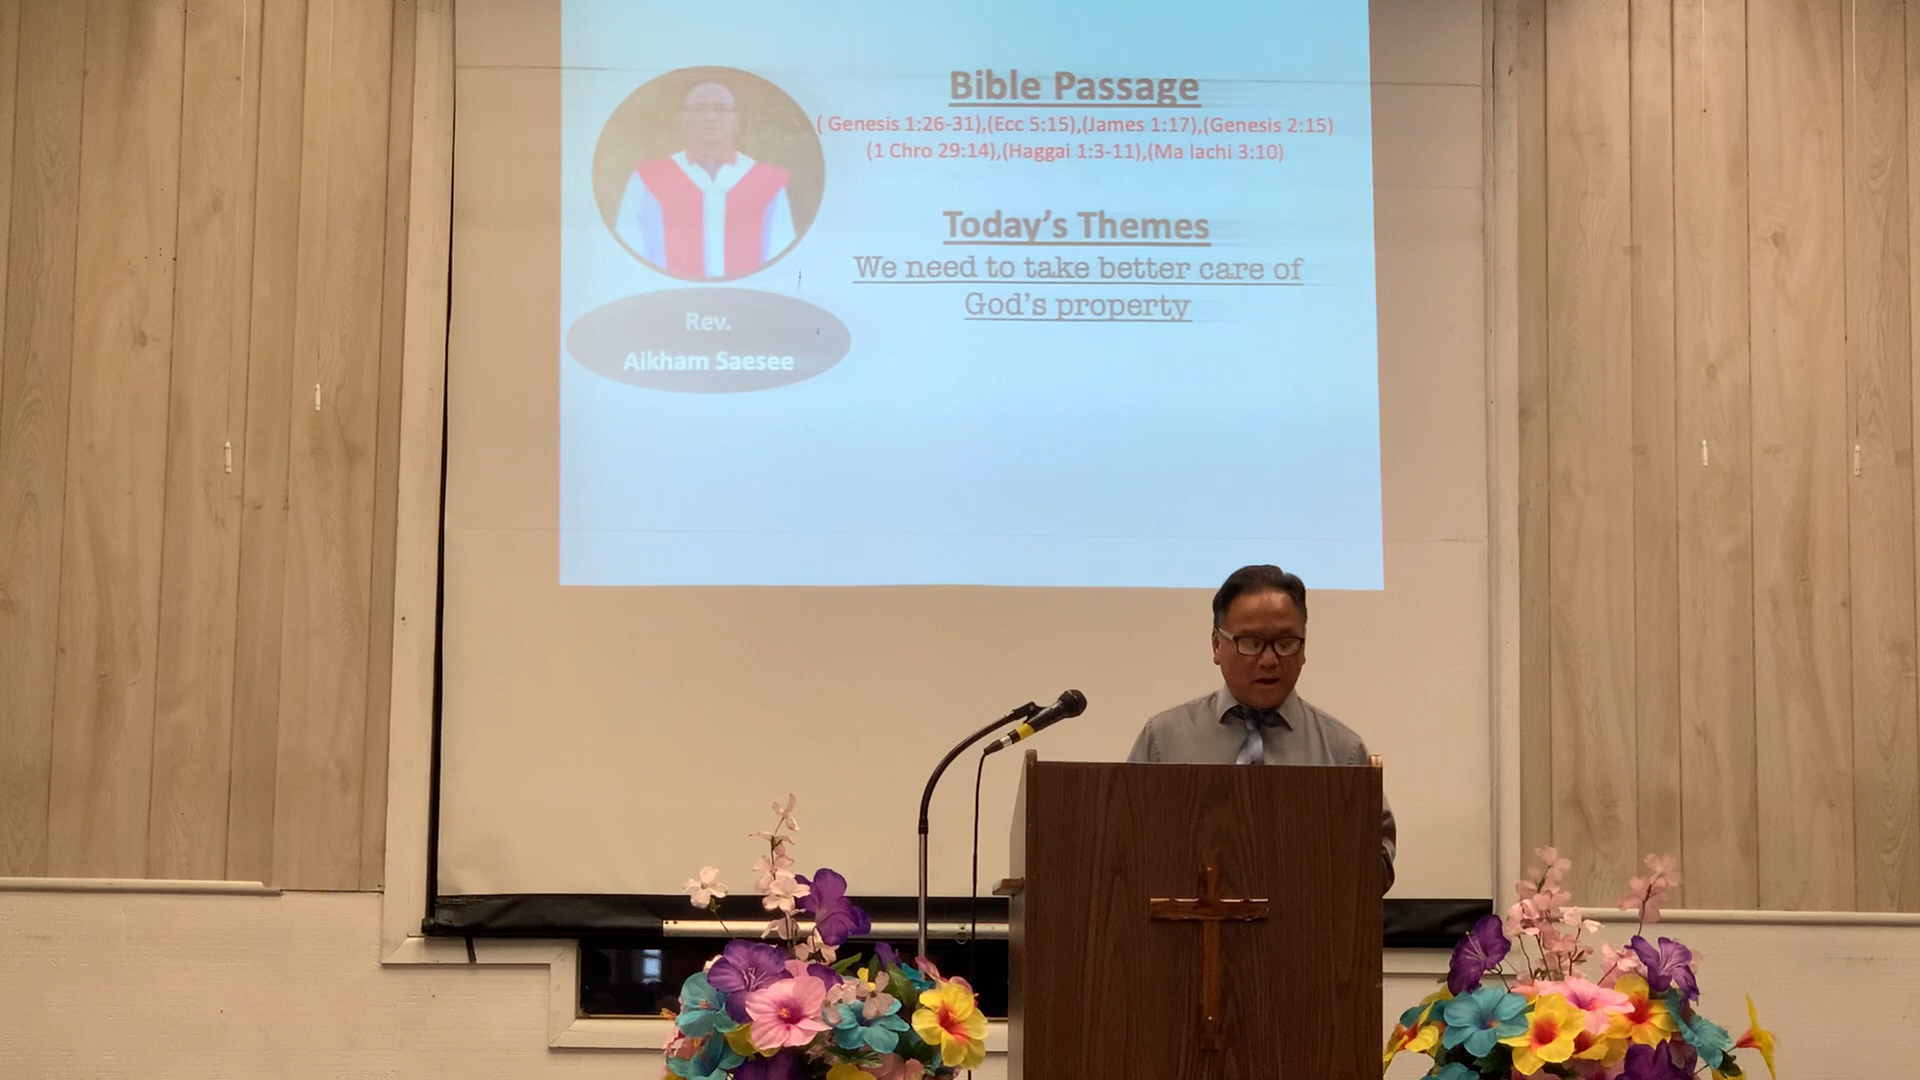 Bible Passage
( Genesis 1:26-31),(Ecc 5:15),(James 1:17),(Genesis 2:15)
(1 Chro 29:14),(Haggai 1:3-11),(Ma lachi 3:10)
Today's Themes
We need to take better care of
God's property
Rev.
Aikham Saesee